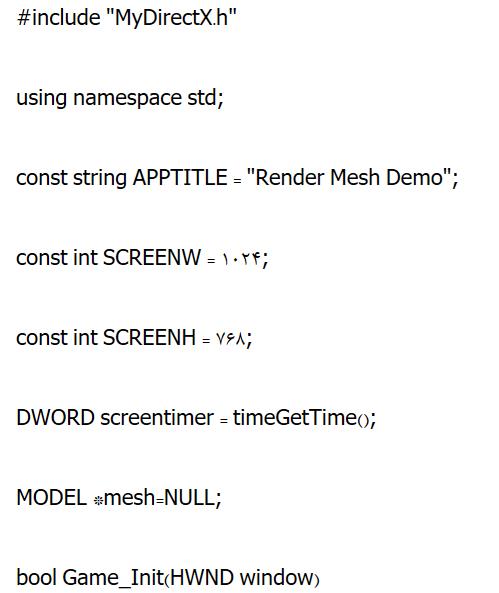 #include "MyDirectX.h"
using namespace std;
const string APPTITLE = "Render Mesh Demo";
const int SCREENW = ۱۰۲۴;
const int SCREENH = ۷۶۸;
DWORD screentimer = timeGetTime();
MODEL *mesh=NULL;
bool Game_Init(HWND window)